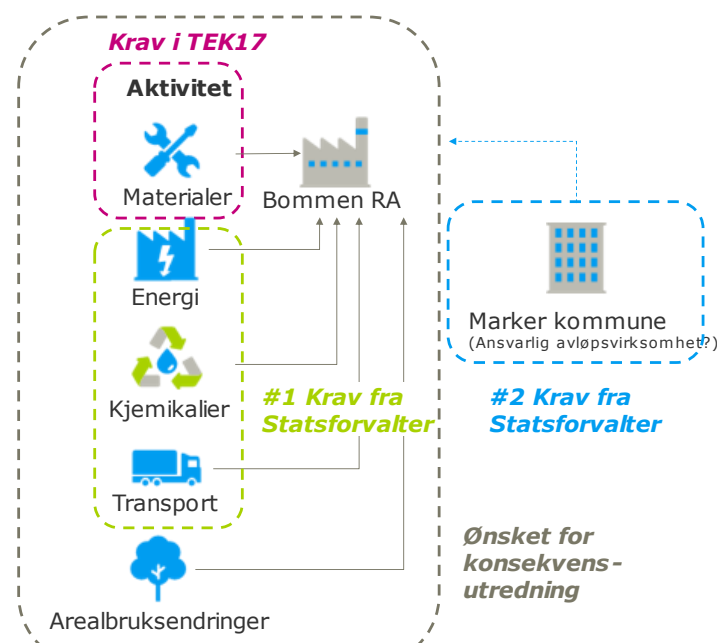 Krav i TEK17
Aktivitet
Materialer
Bommen RA
Energi
Kjemikalier
#1 Krav fra
Statsforvalter
Transport
Arealbruksendringer
Marker kommune
(Ansvarlig avløpsvirksomhet?)
#2 Krav fra
Statsforvalter
Ønsket for
konsekvens-
utredning